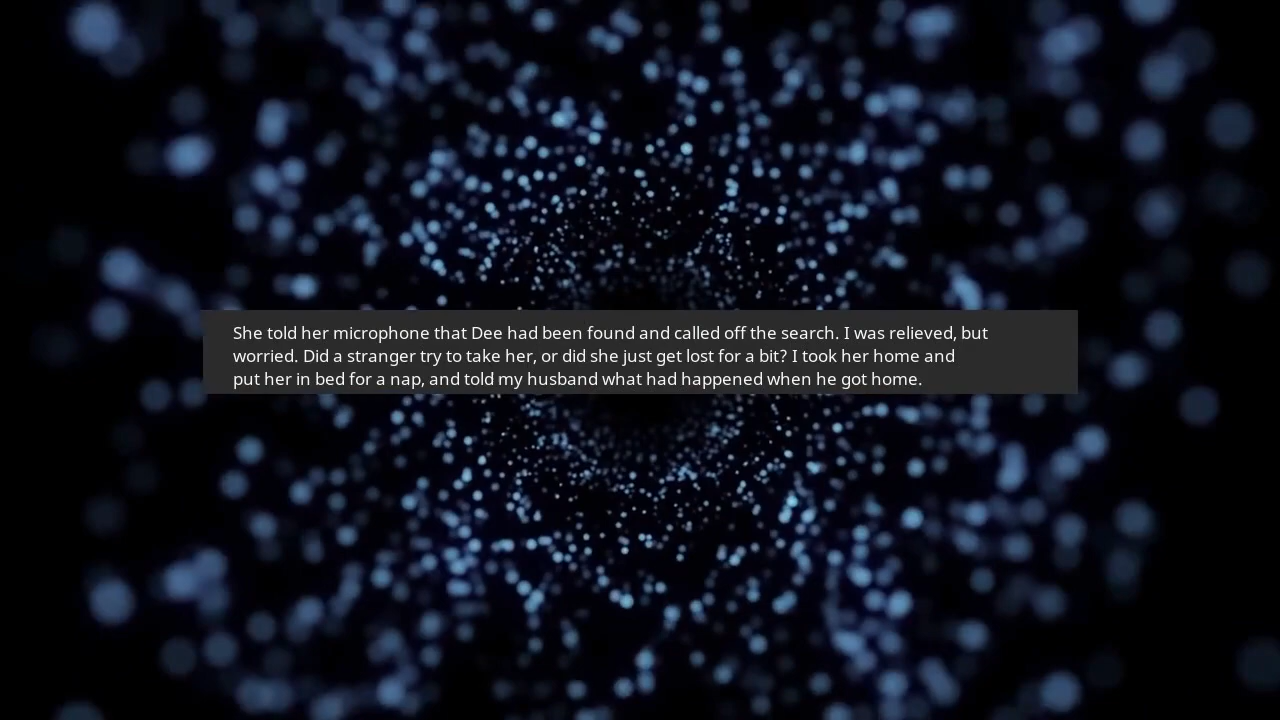 She told her microphone that Dee had been found and called off the search. I was relieved, but
worried. Did a stranger try to take her, or did she just get lost for a bit? I took her home and
put her in bed for a nap, and told my husband what had happened when he got home.